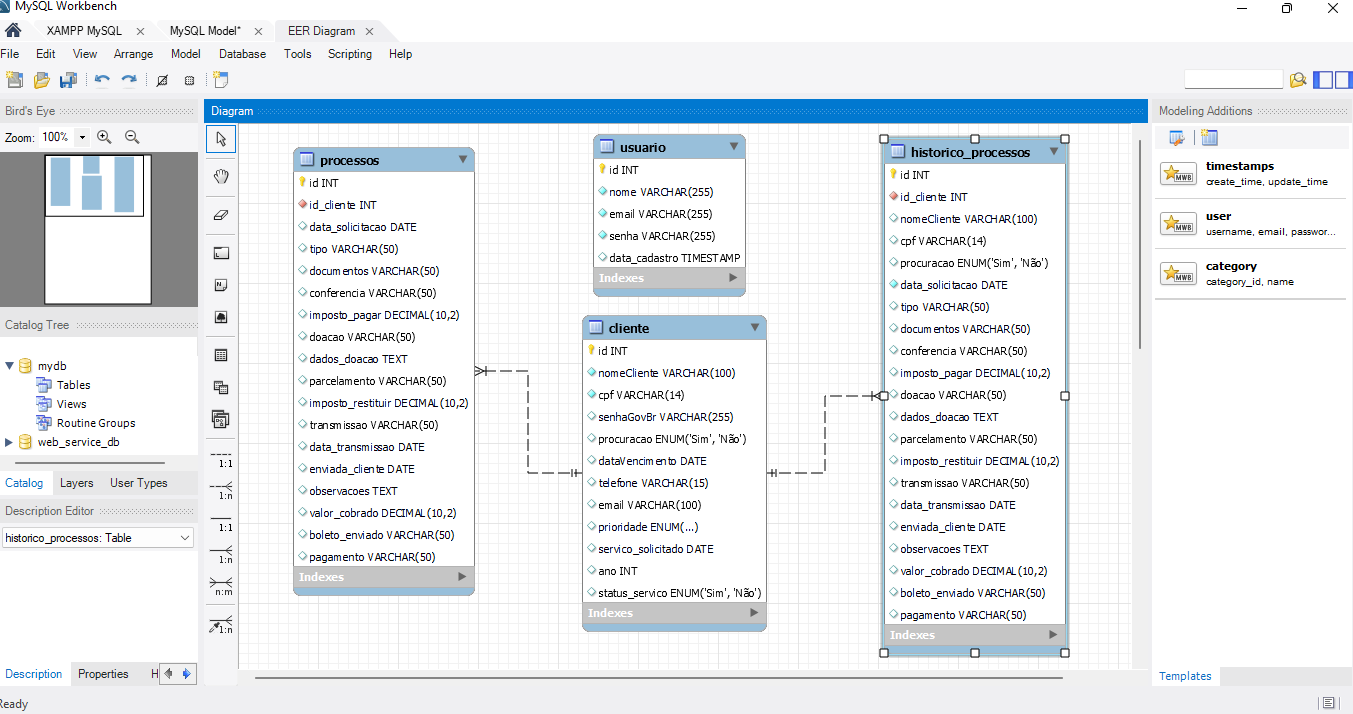 MySQL Workbench
XAMPP MySQL
MySQL Model*
EER Diagram
File Edit View Arrange Model Database Tools Scripting Help
Bird's Eye
Zoom: 100%
Catalog Tree
mydb
Tables
Views
Routine Groups
web_service_db
Catalog Layers User Types
Description Editor
historico_processos: Table
Description Properties H
Ready
Diagram
1:1
1:n
1:1
1:n
n:m
1:n
processos
id INT
id_cliente INT
data_solicitacao DATE
tipo VARCHAR(50)
documentos VARCHAR(50)
conferencia VARCHAR(50)
imposto_pagar DECIMAL(10,2)
doacao VARCHAR(50)
dados_doacao TEXT
parcelamento VARCHAR(50)
imposto_restituir DECIMAL(10,2)
transmissao VARCHAR(50)
data_transmissao DATE
enviada_cliente DATE
observacoes TEXT
valor_cobrado DECIMAL(10,2)
boleto_enviado VARCHAR(50)
pagamento VARCHAR(50)
Indexes
usuario
id INT
nome VARCHAR(255)
email VARCHAR(255)
senha VARCHAR(255)
data_cadastro TIMESTAMP
Indexes
cliente
id INT
nomeCliente VARCHAR(100)
cpf VARCHAR(14)
senhaGovBr VARCHAR(255)
procuracao ENUM('Sim', 'Não')
dataVencimento DATE
telefone VARCHAR(15)
email VARCHAR(100)
prioridade ENUM(...)
servico_solicitado DATE
ano INT
status_servico ENUM('Sim', 'Não')
Indexes
historico_processos
id INT
id_cliente INT
nomeCliente VARCHAR(100)
cpf VARCHAR(14)
procuracao ENUM('Sim', 'Não')
data_solicitacao DATE
tipo VARCHAR(50)
documentos VARCHAR(50)
conferencia VARCHAR(50)
imposto_pagar DECIMAL(10,2)
doacao VARCHAR(50)
dados_doacao TEXT
parcelamento VARCHAR(50)
imposto_restituir DECIMAL(10,2)
transmissao VARCHAR(50)
data_transmissao DATE
enviada_cliente DATE
observacoes TEXT
valor_cobrado DECIMAL(10,2)
boleto_enviado VARCHAR(50)
pagamento VARCHAR(50)
Indexes
Modeling Additions
MWB
timestamps
create_time, update_time
MWB
user
username, email, passwor...
MWB
category
category_id, name
Templates